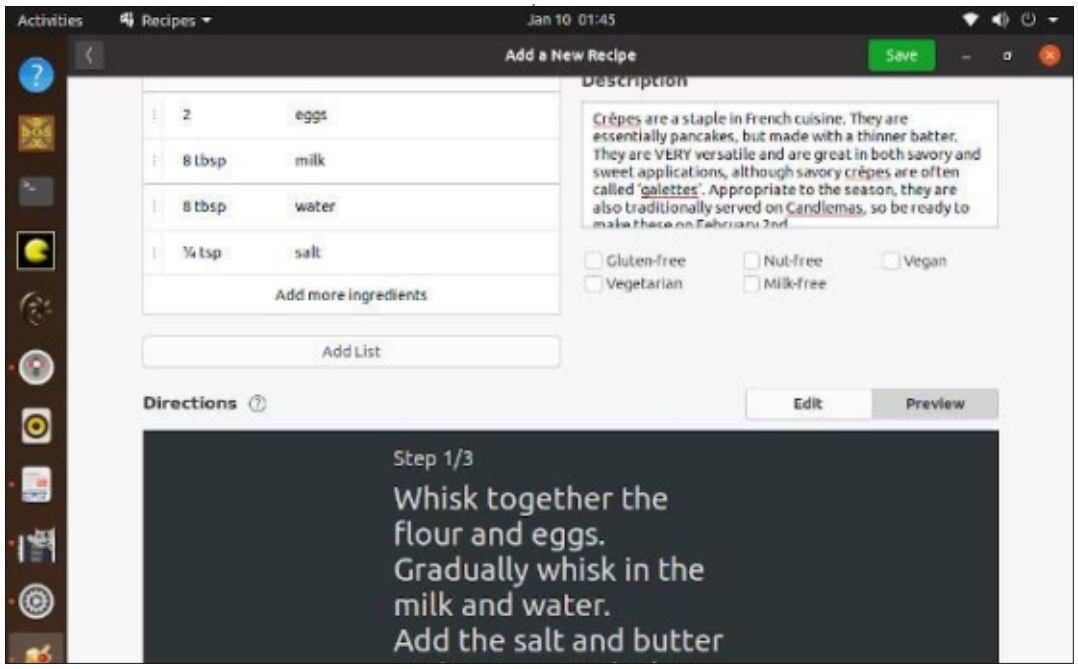 Activities Recipes Jan 10 01:45
Add a New Recipe Save
Description
2 eggs
8 tbsp milk
8 tbsp water
¼ tsp salt
Add more ingredients
Add List
Crêpes are a staple in French cuisine. They are
essentially pancakes, but made with a thinner batter.
They are VERY versatile and are great in both savory and
sweet applications, although savory crêpes are often
called 'galettes'. Appropriate to the season, they are
also traditionally served on Candlemas, so be ready to
make these on February 2nd
Gluten-free Nut-free Vegan
Vegetarian Milk-free
Directions ? Edit Preview
Step 1/3
Whisk together the
flour and eggs.
Gradually whisk in the
milk and water.
Add the salt and butter